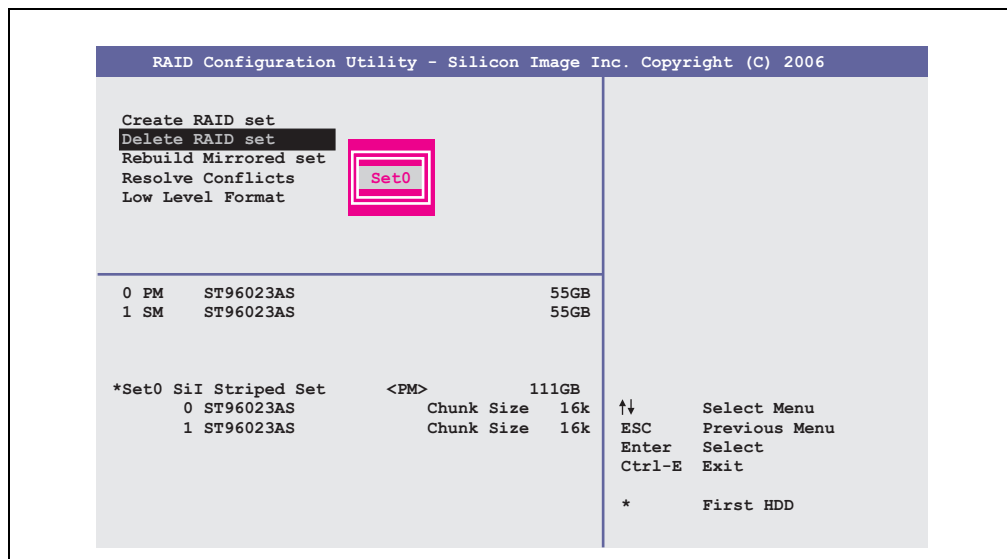 RAID Configuration Utility - Silicon Image Inc. Copyright (C) 2006
Create RAID set
Delete RAID set
Rebuild Mirrored set
Resolve Conflicts
Low Level Format
Set0
0 PM ST96023AS 55GB
1 SM ST96023AS 55GB
*Set0 SiI Striped Set <PM> 111GB
0 ST96023AS Chunk Size 16k
1 ST96023AS Chunk Size 16k
↑↓ Select Menu
ESC Previous Menu
Enter Select
Ctrl-E Exit
* First HDD